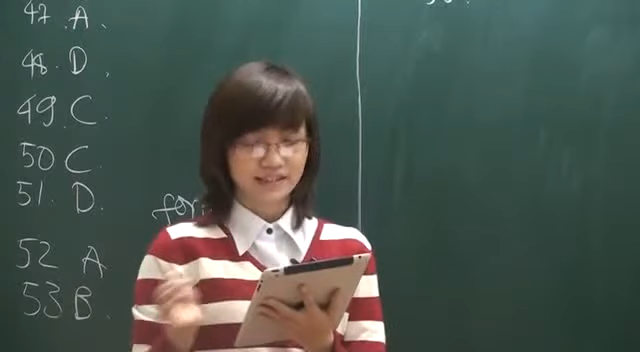 47. A.
48. D.
49. C.
50 C.
51. D.
for
52 A
53 B.